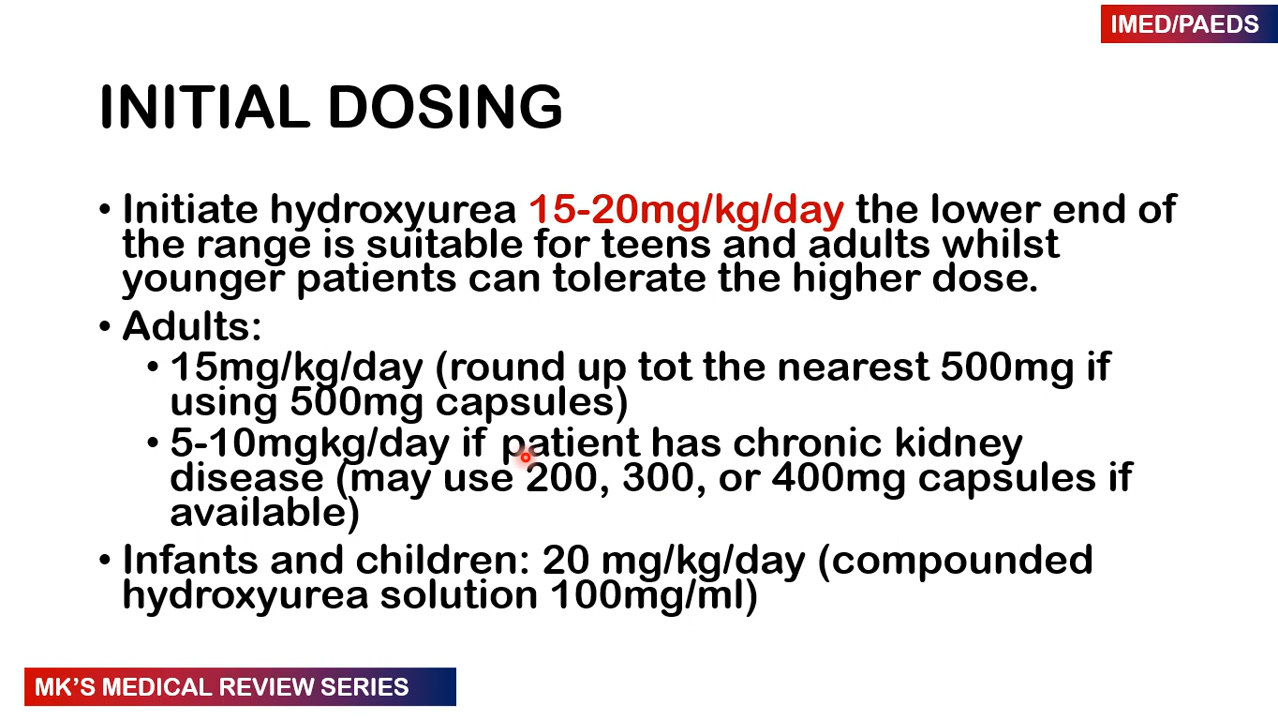 IMED/PAEDS
INITIAL DOSING
• Initiate hydroxyurea 15-20mg/kg/day the lower end of
the range is suitable for teens and adults whilst
younger patients can tolerate the higher dose.
• Adults:
• 15mg/kg/day (round up tot the nearest 500mg if
using 500mg capsules)
• 5-10mgkg/day if patient has chronic kidney
disease (may use 200, 300, or 400mg capsules if
available)
• Infants and children: 20 mg/kg/day (compounded
hydroxyurea solution 100mg/ml)
MK’S MEDICAL REVIEW SERIES